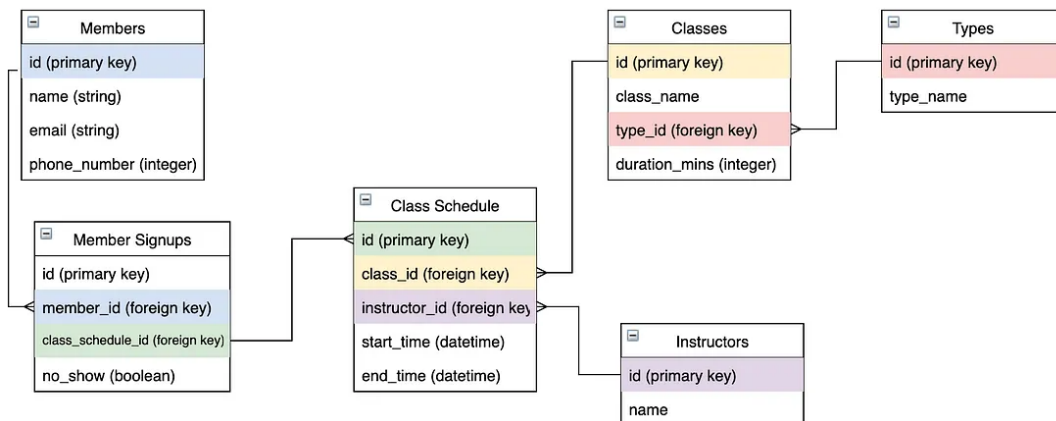 Members
id (primary key)
name (string)
email (string)
phone_number (integer)
Member Signups
id (primary key)
member_id (foreign key)
class_schedule_id (foreign key)
no_show (boolean)
Class Schedule
id (primary key)
class_id (foreign key)
instructor_id (foreign key
start_time (datetime)
end_time (datetime)
Classes
id (primary key)
class_name
type_id (foreign key)
duration_mins (integer)
Types
id (primary key)
type_name
Instructors
id (primary key)
name